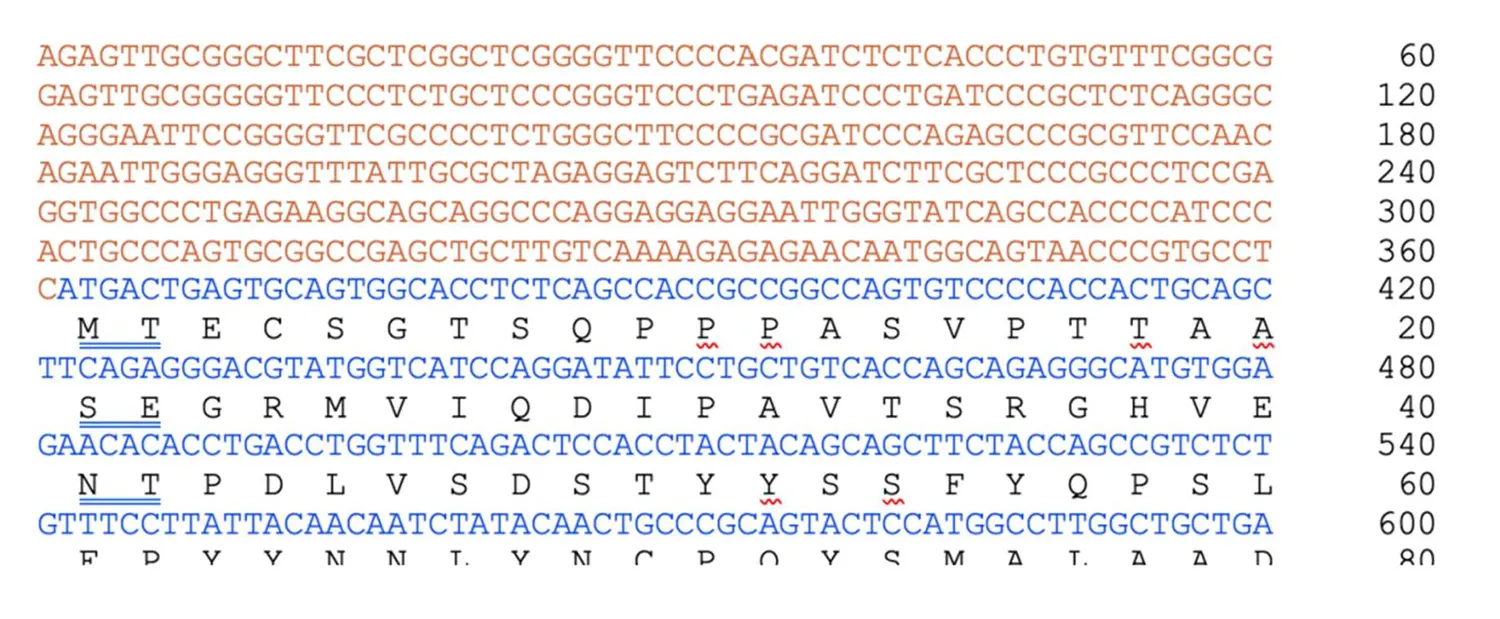 AGAGTTGCGGGCTTCGCTCGGCTCGGGGTTCCCCACGATCTCTCACCCTGTGTTTCGGCG 60
GAGTTGCGGGGGTTCCCTCTGCTCCCGGGTCCCTGAGATCCCTGATCCCGCTCTCAGGGC 120
AGGGAATTCCGGGGTTCGCCCCTCTGGGCTTCCCCGCGATCCCAGAGCCCGCGTTCCAAC 180
AGAATTGGGAGGGTTTATTGCGCTAGAGGAGTCTTCAGGATCTTCGCTCCCGCCCTCCGA 240
GGTGGCCCTGAGAAGGCAGCAGGCCCAGGAGGAGGAATTGGGTATCAGCCACCCCATCCC 300
ACTGCCCAGTGCGGCCGAGCTGCTTGTCAAAAGAGAGAACAATGGCAGTAACCCGTGCCT 360
CATGACTGAGTGCAGTGGCACCTCTCAGCCACCGCCGGCCAGTGTCCCCACCACTGCAGC 420
M T E C S G T S Q P P P A S V P T T A A 20
TTCAGAGGGACGTATGGTCATCCAGGATATTCCTGCTGTCACCAGCAGAGGGCATGTGGA 480
S E G R M V I Q D I P A V T S R G H V E 40
GAACACACCTGACCTGGTTTCAGACTCCACCTACTACAGCAGCTTCTACCAGCCGTCTCT 540
N T P D L V S D S T Y Y S S F Y Q P S L 60
GTTTCCTTATTACAACAATCTATACAACTGCCCGCAGTACTCCATGGCCTTGGCTGCTGA 600
F P Y Y N N L Y N C P Q Y S M A L A A D 80